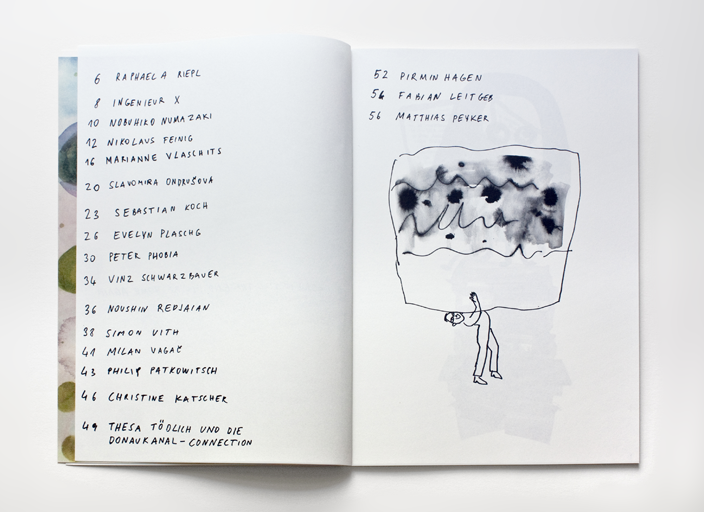 6 RAPHAELA RIEPL
8 INGENIEUR X
10 NOBUHIKO NUMAZAKI
12 NIKOLAUS FEINIG
16 MARIANNE VLASCHITS
20 SLAVOMIRA ONDRUŠOVA
23 SEBASTIAN KOCH
26 EVELYN PLASCHG
30 PETER PHOBIA
34 VINZ SCHWARZBAUER
36 NOUSHIN REDJAIAN
38 SIMON VITH
41 MILAN VAGAČ
43 PHILIP PATKOWITSCH
46 CHRISTINE KATSCHER
49 THESA TÖDLICH UND DIE
DONAUKANAL-CONNECTION
52 PIRMIN HAGEN
54 FABIAN LEITGEB
56 MATTHIAS PEYKER